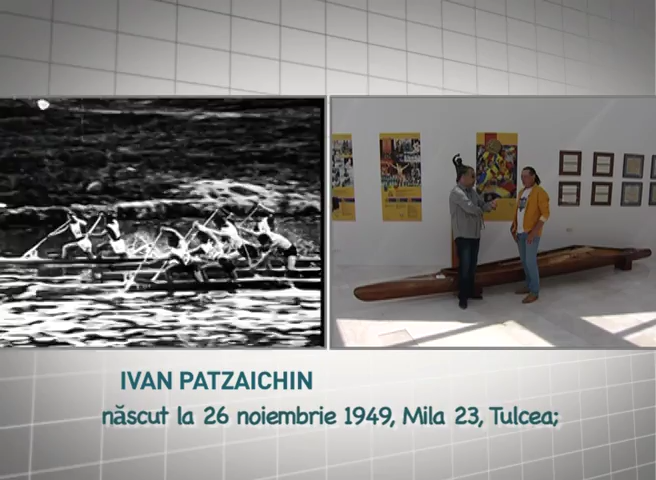 IVAN PATZAICHIN
născut la 26 noiembrie 1949, Mila 23, Tulcea;